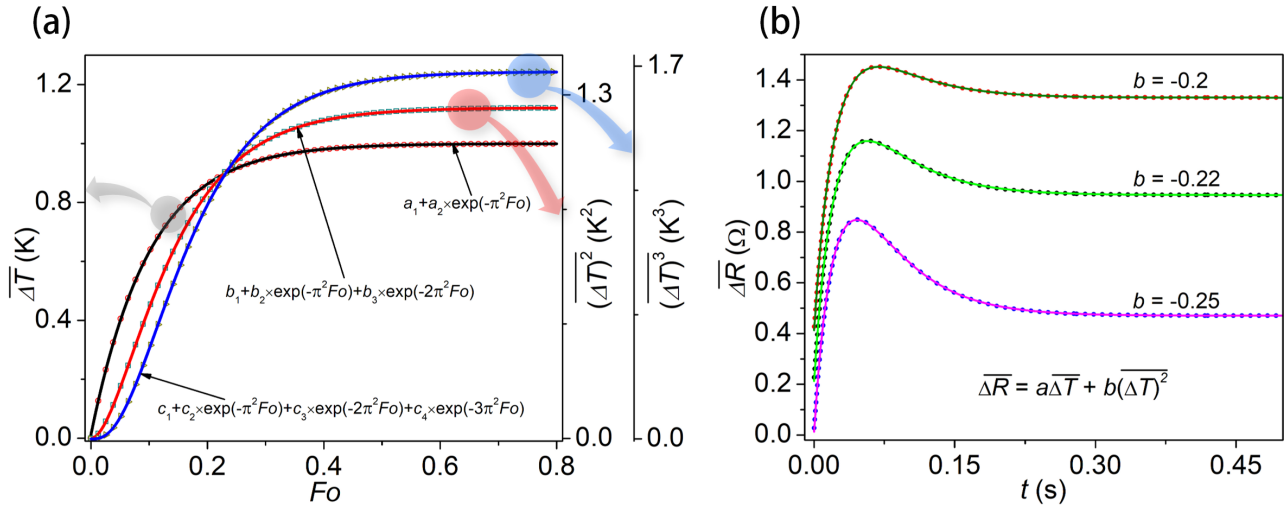 (a)
1.2
0.8
0.4
0.0
ΔT (K)
0.0
0.2
0.4
0.6
0.8
Fo
1.3
0.0
(ΔT)² (K²)
1.7
0.0
(ΔT)³ (K³)
a₁+a₂×exp(-π²Fo)
b₁+b₂×exp(-π²Fo)+b₃×exp(-2π²Fo)
c₁+c₂×exp(-π²Fo)+c₃×exp(-2π²Fo)+c₄×exp(-3π²Fo)
(b)
1.4
1.2
1.0
0.8
0.6
0.4
0.2
0.0
ΔR (Ω)
b = -0.2
b = -0.22
b = -0.25
ΔR = aΔT + b(ΔT)²
0.00
0.15
0.30
0.45
t (s)